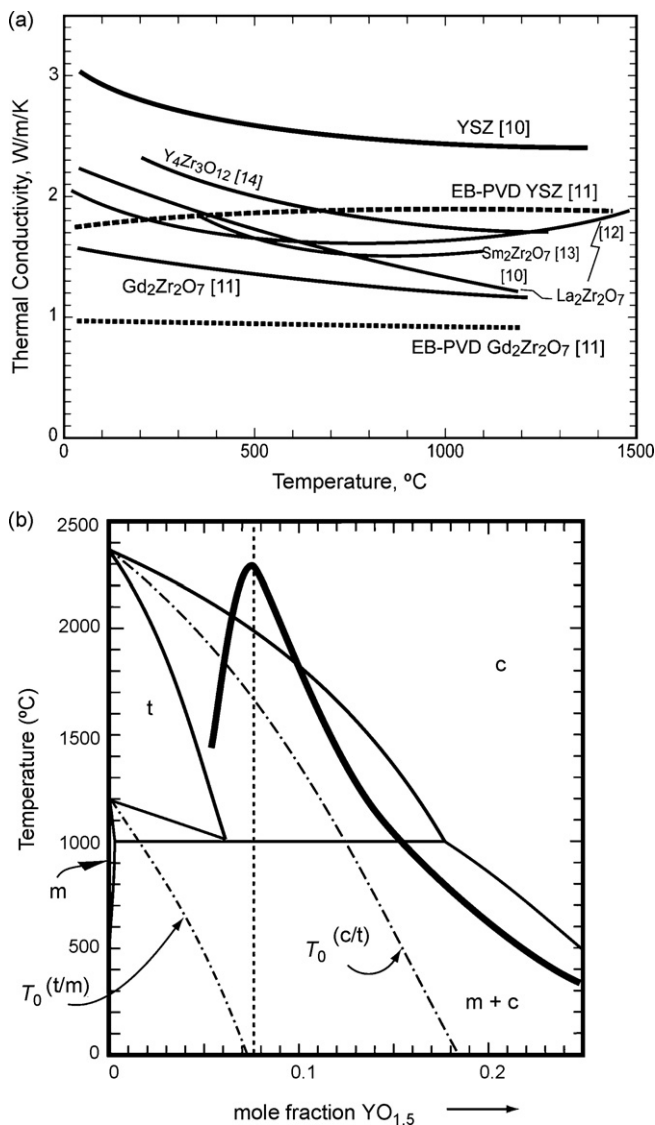 (a)
3
2
1
0
Thermal Conductivity, W/m/K
YSZ [10]
Y₄Zr₃O₁₂ [14]
EB-PVD YSZ [11]
[12]
Sm₂Zr₂O₇ [13]
[10]
La₂Zr₂O₇
Gd₂Zr₂O₇ [11]
EB-PVD Gd₂Zr₂O₇ [11]
0 500 1000 1500
Temperature, ºC
(b)
2500
2000
1500
1000
500
0
Temperature (ºC)
c
t
m
T₀ (t/m)
T₀ (c/t)
m + c
0 0.1 0.2
mole fraction YO₁.₅